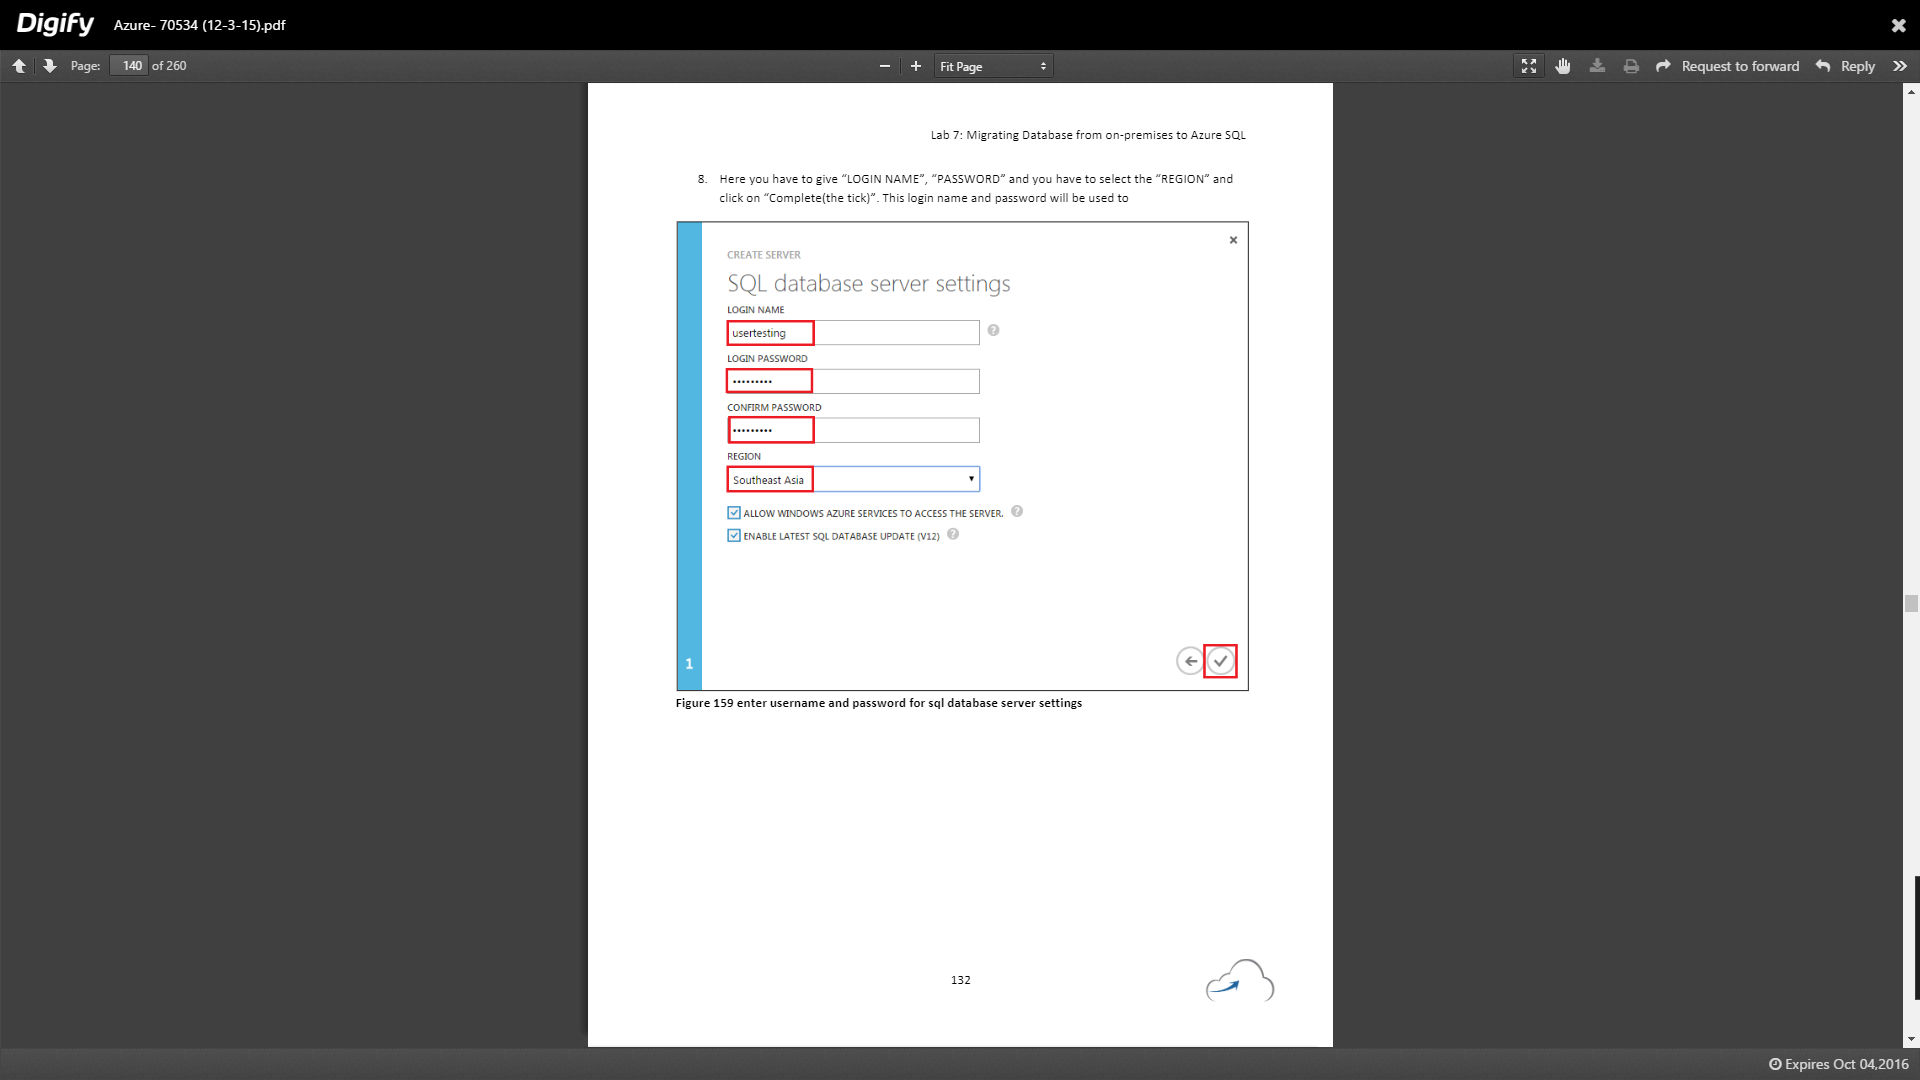 Digify Azure- 70534 (12-3-15).pdf
Page: 140 of 260 Fit Page Request to forward Reply
Lab 7: Migrating Database from on-premises to Azure SQL
8. Here you have to give “LOGIN NAME”, “PASSWORD” and you have to select the “REGION” and
click on “Complete(the tick)”. This login name and password will be used to
CREATE SERVER
SQL database server settings
LOGIN NAME
usertesting
LOGIN PASSWORD
•••••••••
CONFIRM PASSWORD
•••••••••
REGION
Southeast Asia
ALLOW WINDOWS AZURE SERVICES TO ACCESS THE SERVER.
ENABLE LATEST SQL DATABASE UPDATE (V12)
1
Figure 159 enter username and password for sql database server settings
132
Expires Oct 04,2016